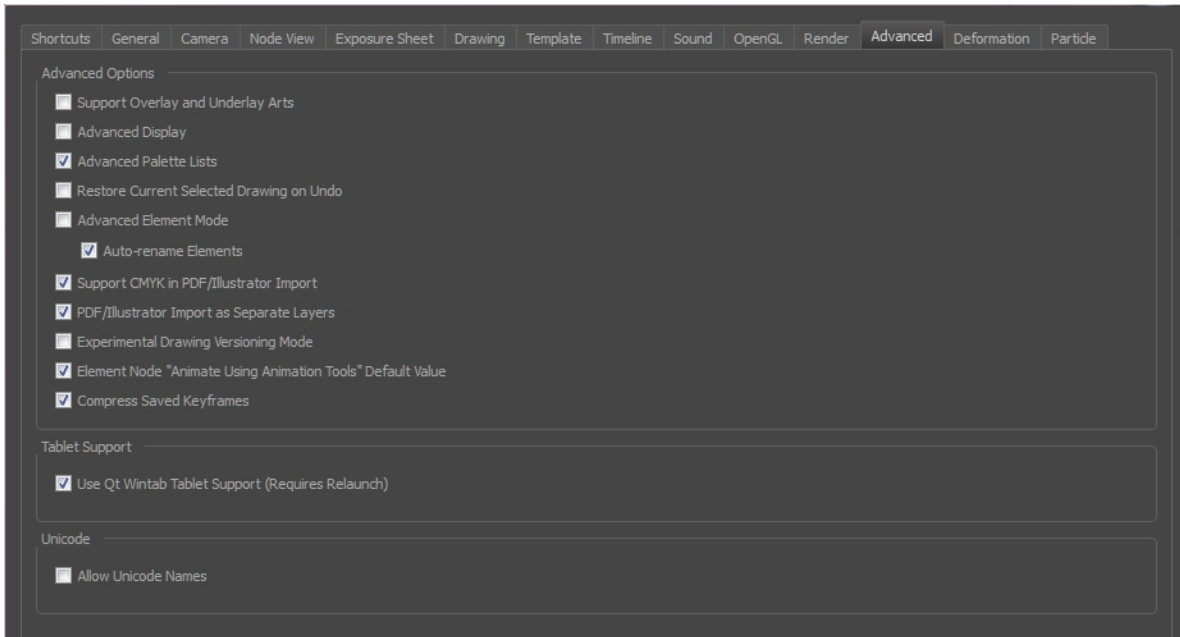 Shortcuts General Camera Node View Exposure Sheet Drawing Template Timeline Sound OpenGL Render Advanced Deformation Particle
Advanced Options
Support Overlay and Underlay Arts
Advanced Display
Advanced Palette Lists
Restore Current Selected Drawing on Undo
Advanced Element Mode
Auto-rename Elements
Support CMYK in PDF/Illustrator Import
PDF/Illustrator Import as Separate Layers
Experimental Drawing Versioning Mode
Element Node "Animate Using Animation Tools" Default Value
Compress Saved Keyframes
Tablet Support
Use Qt Wintab Tablet Support (Requires Relaunch)
Unicode
Allow Unicode Names